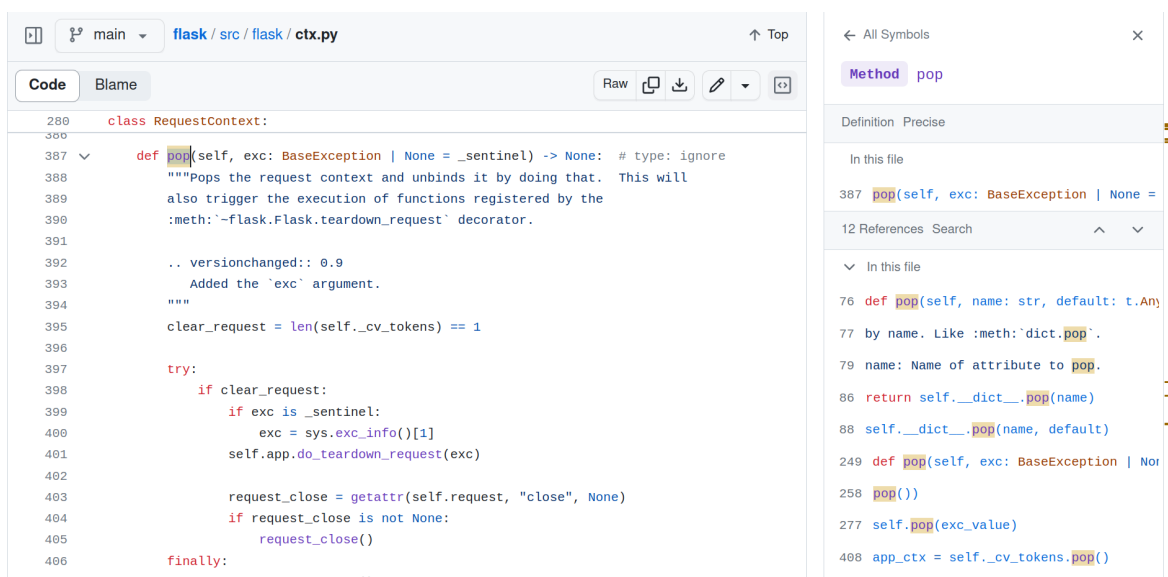 main
flask / src / flask / ctx.py
Top
Code
Blame
Raw
280 class RequestContext:
386
387 def pop(self, exc: BaseException | None = _sentinel) -> None:  # type: ignore
388 """Pops the request context and unbinds it by doing that.  This will
389 also trigger the execution of functions registered by the
390 :meth:`~flask.Flask.teardown_request` decorator.
391
392 .. versionchanged:: 0.9
393 Added the `exc` argument.
394 """
395 clear_request = len(self._cv_tokens) == 1
396
397 try:
398 if clear_request:
399 if exc is _sentinel:
400 exc = sys.exc_info()[1]
401 self.app.do_teardown_request(exc)
402
403 request_close = getattr(self.request, "close", None)
404 if request_close is not None:
405 request_close()
406 finally:
All Symbols
Method pop
Definition Precise
In this file
387 pop(self, exc: BaseException | None =
12 References Search
In this file
76 def pop(self, name: str, default: t.Any
77 by name. Like :meth:`dict.pop`.
79 name: Name of attribute to pop.
86 return self.__dict__.pop(name)
88 self.__dict__.pop(name, default)
249 def pop(self, exc: BaseException | Non
258 pop())
277 self.pop(exc_value)
408 app_ctx = self._cv_tokens.pop()